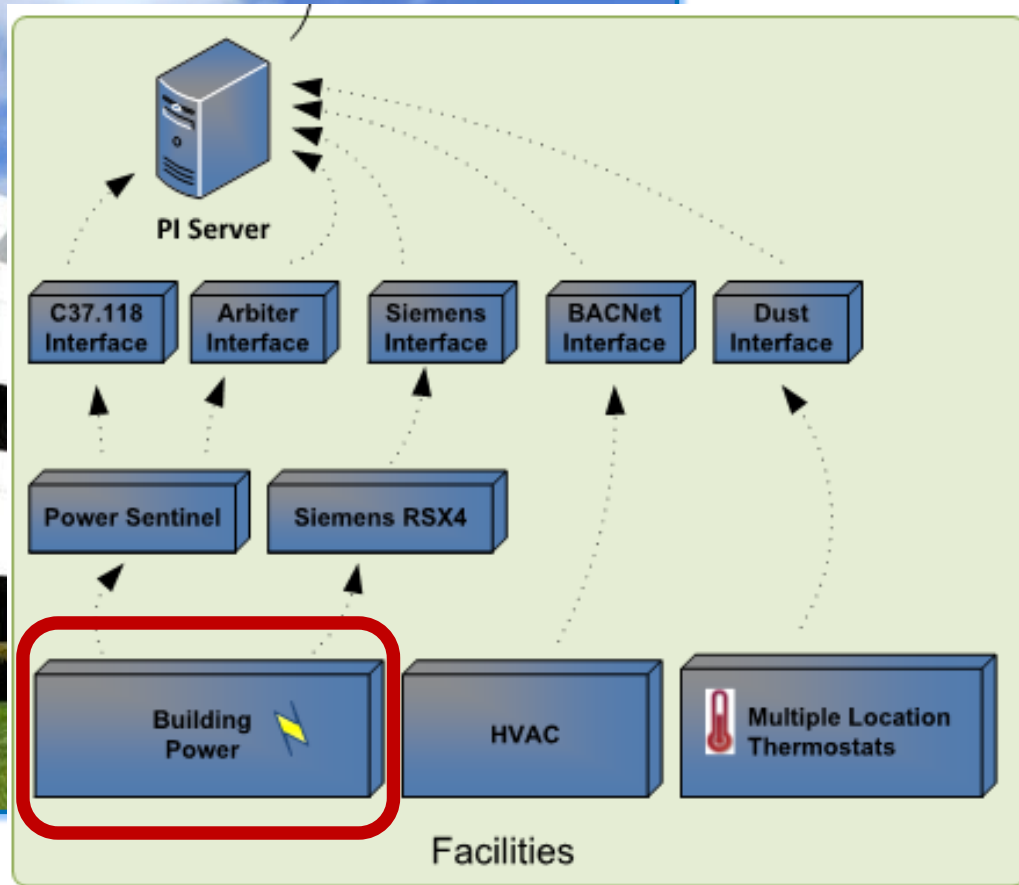 PI Server
C37.118
Interface
Arbiter
Interface
Siemens
Interface
BACNet
Interface
Dust
Interface
Power Sentinel
Siemens RSX4
Building
Power
HVAC
Multiple Location
Thermostats
Facilities